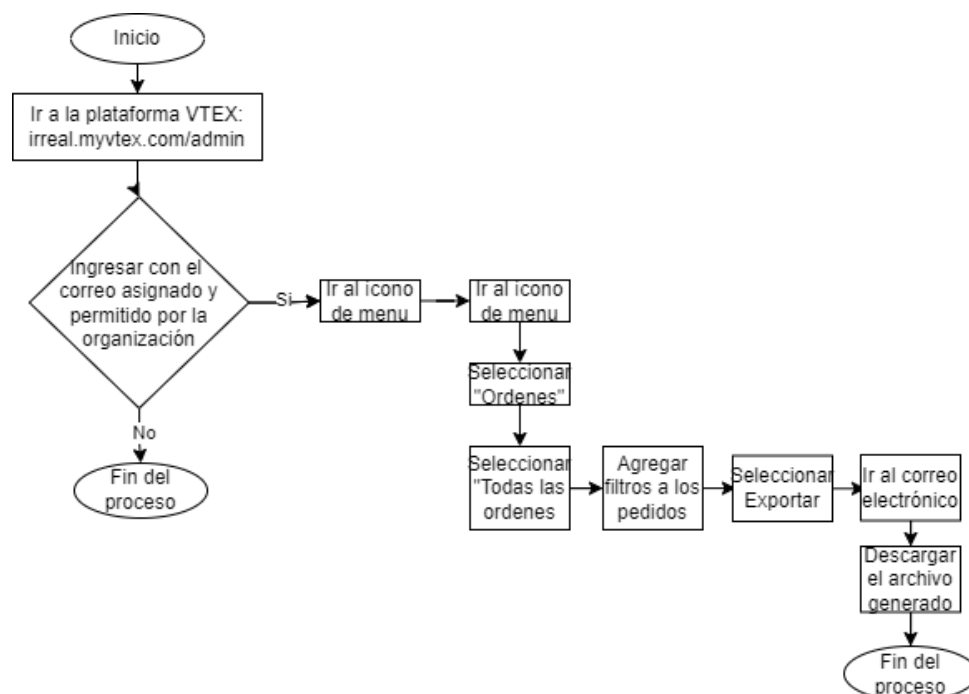 Inicio
Ir a la plataforma VTEX:
irreal.myvtex.com/admin
Ingresar con el
correo asignado y
permitido por la
organización
Si
Ir al icono
de menu
Ir al icono
de menu
Seleccionar
"Ordenes"
No
Fin del
proceso
Seleccionar
"Todas las
ordenes
Agregar
filtros a los
pedidos
Seleccionar
Exportar
Ir al correo
electrónico
Descargar
el archivo
generado
Fin del
proceso